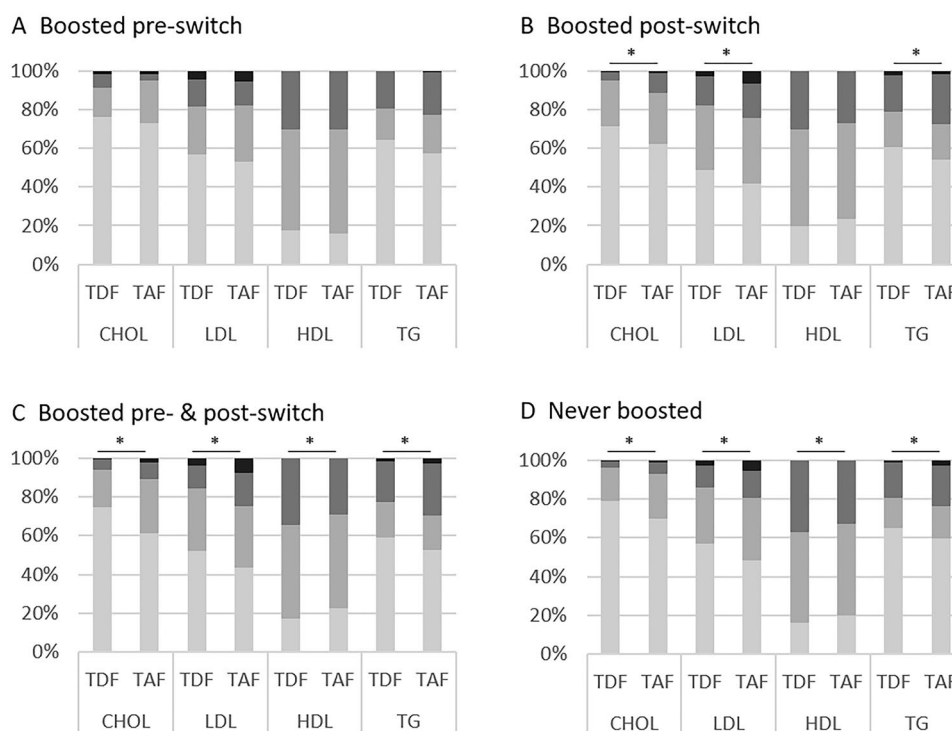 A Boosted pre-switch
100%
80%
60%
40%
20%
0%
TDF TAF TDF TAF TDF TAF TDF TAF
CHOL LDL HDL TG
B Boosted post-switch
* * *
100%
80%
60%
40%
20%
0%
TDF TAF TDF TAF TDF TAF TDF TAF
CHOL LDL HDL TG
C Boosted pre- & post-switch
* * * *
100%
80%
60%
40%
20%
0%
TDF TAF TDF TAF TDF TAF TDF TAF
CHOL LDL HDL TG
D Never boosted
* * * *
100%
80%
60%
40%
20%
0%
TDF TAF TDF TAF TDF TAF TDF TAF
CHOL LDL HDL TG